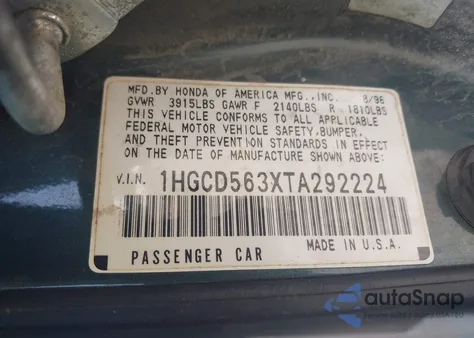 MFD.BY HONDA OF AMERICA MFG.,INC. 8/96
GVWR 3915LBS GAWR F 2140LBS R 1810LBS
THIS VEHICLE CONFORMS TO ALL APPLICABLE
FEDERAL MOTOR VEHICLE SAFETY,BUMPER,
AND THEFT PREVENTION STANDARDS IN EFFECT
ON THE DATE OF MANUFACTURE SHOWN ABOVE:
V.I.N. 1HGCD563XTA292224
PASSENGER CAR MADE IN U.S.A.
autoSnap